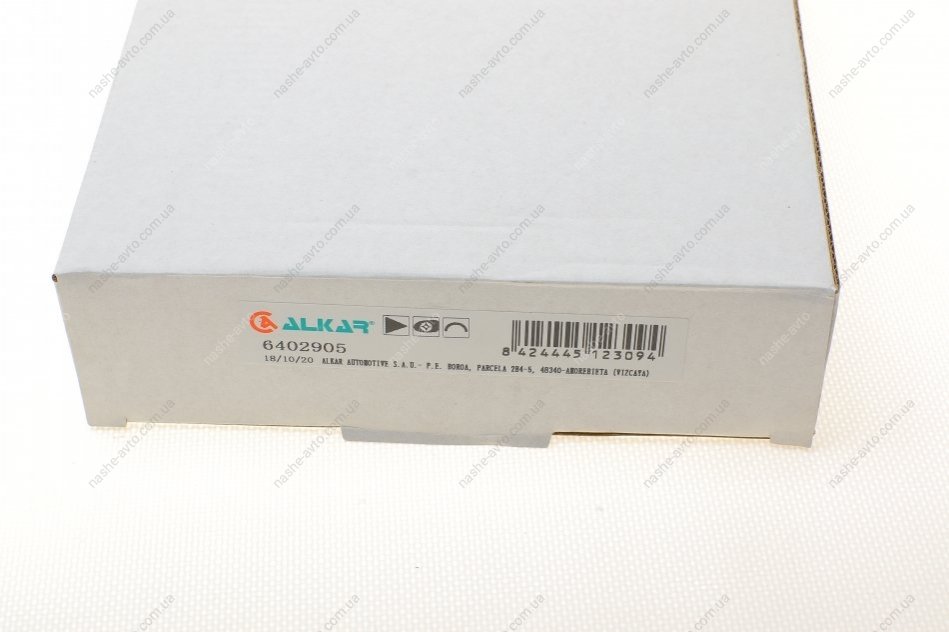 ALKAR®
6402905
8 424445 123094
18/10/20 ALKAR AUTOMOTIVE S.A.U.- P.E. BOROA, PARCELA 2B4-5, 48340-AMOREBIETA (VIZCAYA)
nashe-avto.com.ua